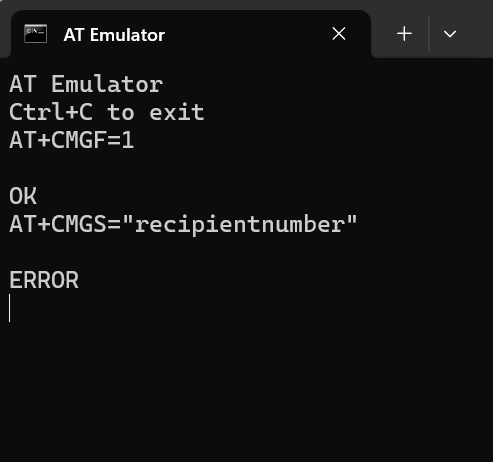 AT Emulator
AT Emulator
Ctrl+C to exit
AT+CMGF=1
OK
AT+CMGS="recipientnumber"
ERROR